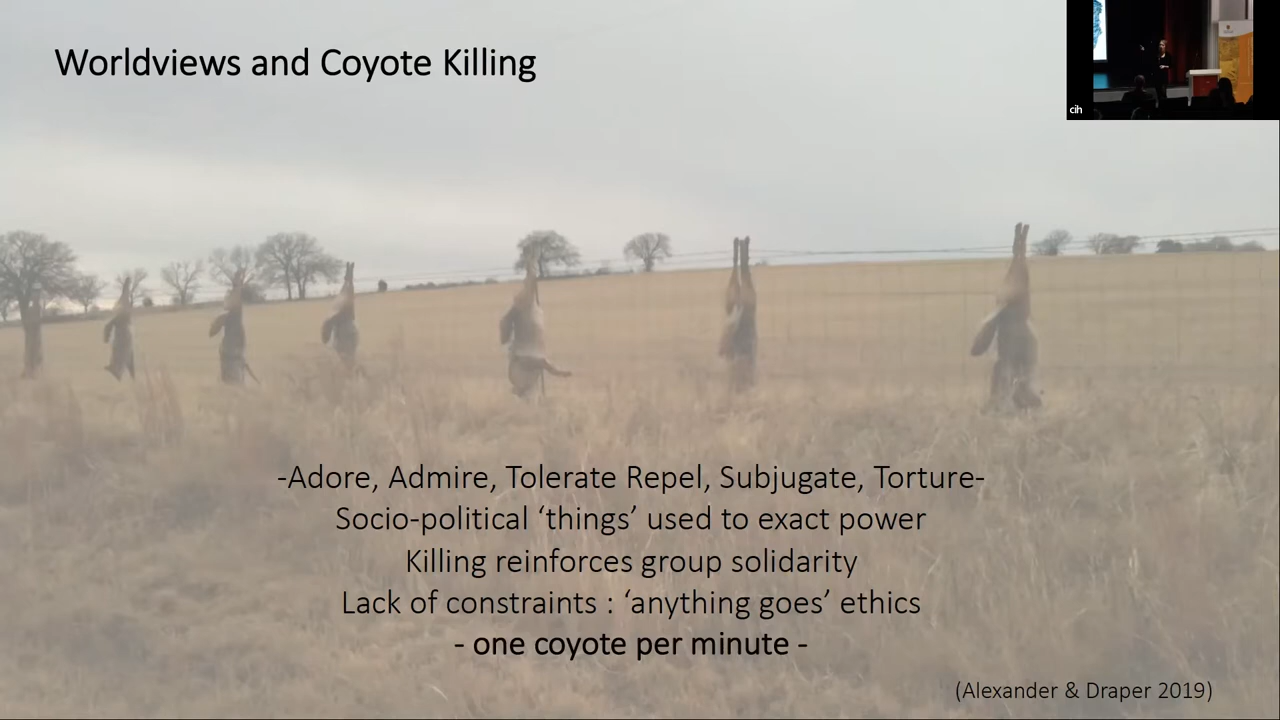 Worldviews and Coyote Killing
cih
-Adore, Admire, Tolerate Repel, Subjugate, Torture-
Socio-political ‘things’ used to exact power
Killing reinforces group solidarity
Lack of constraints : ‘anything goes’ ethics
- one coyote per minute -
(Alexander & Draper 2019)